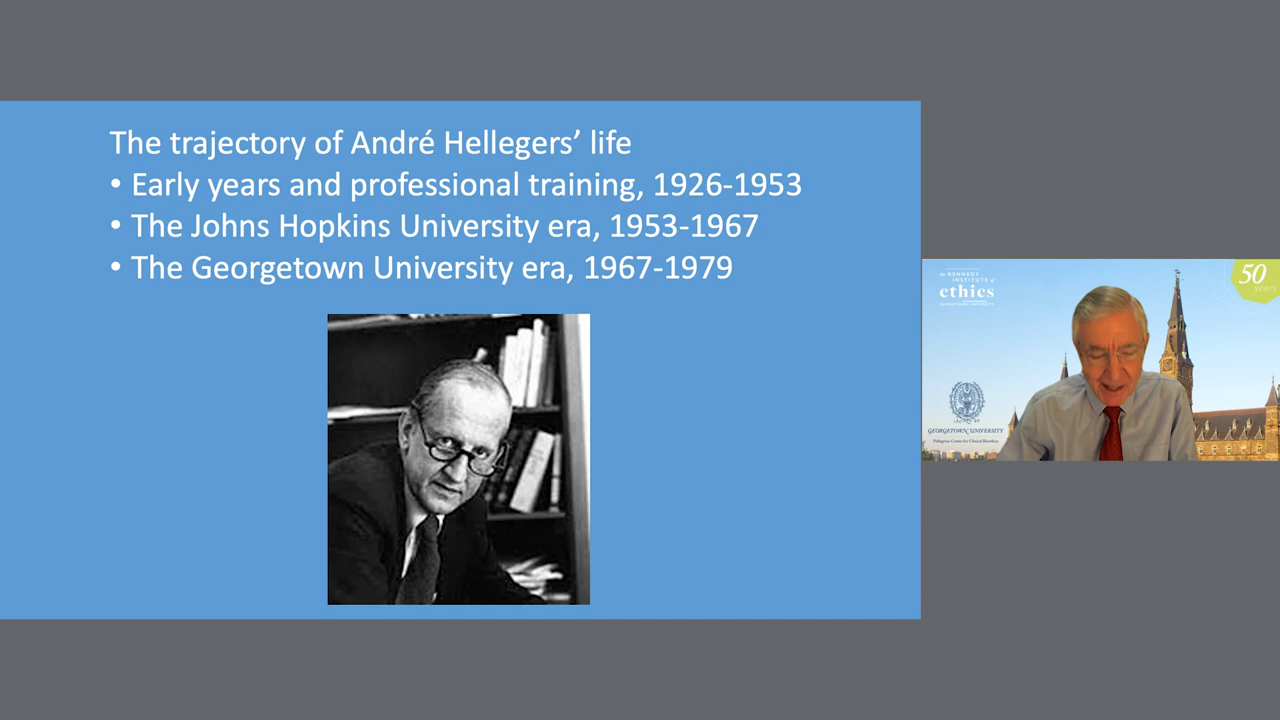 The trajectory of André Hellegers’ life
• Early years and professional training, 1926-1953
• The Johns Hopkins University era, 1953-1967
• The Georgetown University era, 1967-1979
the KENNEDY
INSTITUTE of
ethics
GEORGETOWN UNIVERSITY
50
years
GEORGETOWN UNIVERSITY
Pellegrino Center for Clinical Bioethics